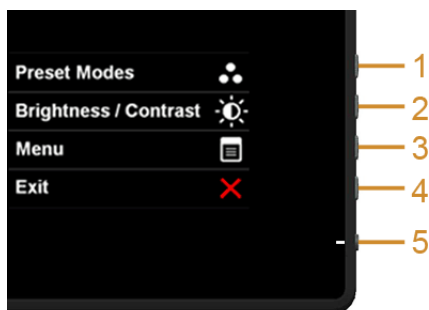 Preset Modes 1
Brightness / Contrast 2
Menu 3
Exit 4
5